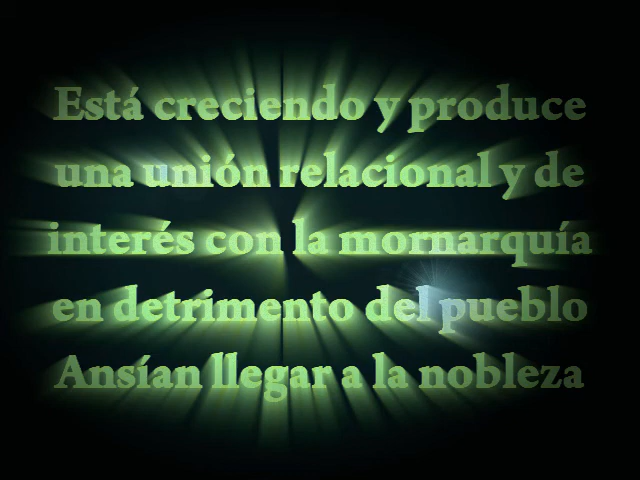 Está creciendo y produce
una unión relacional y de
interés con la mornarquía
en detrimento del pueblo
Ansían llegar a la nobleza